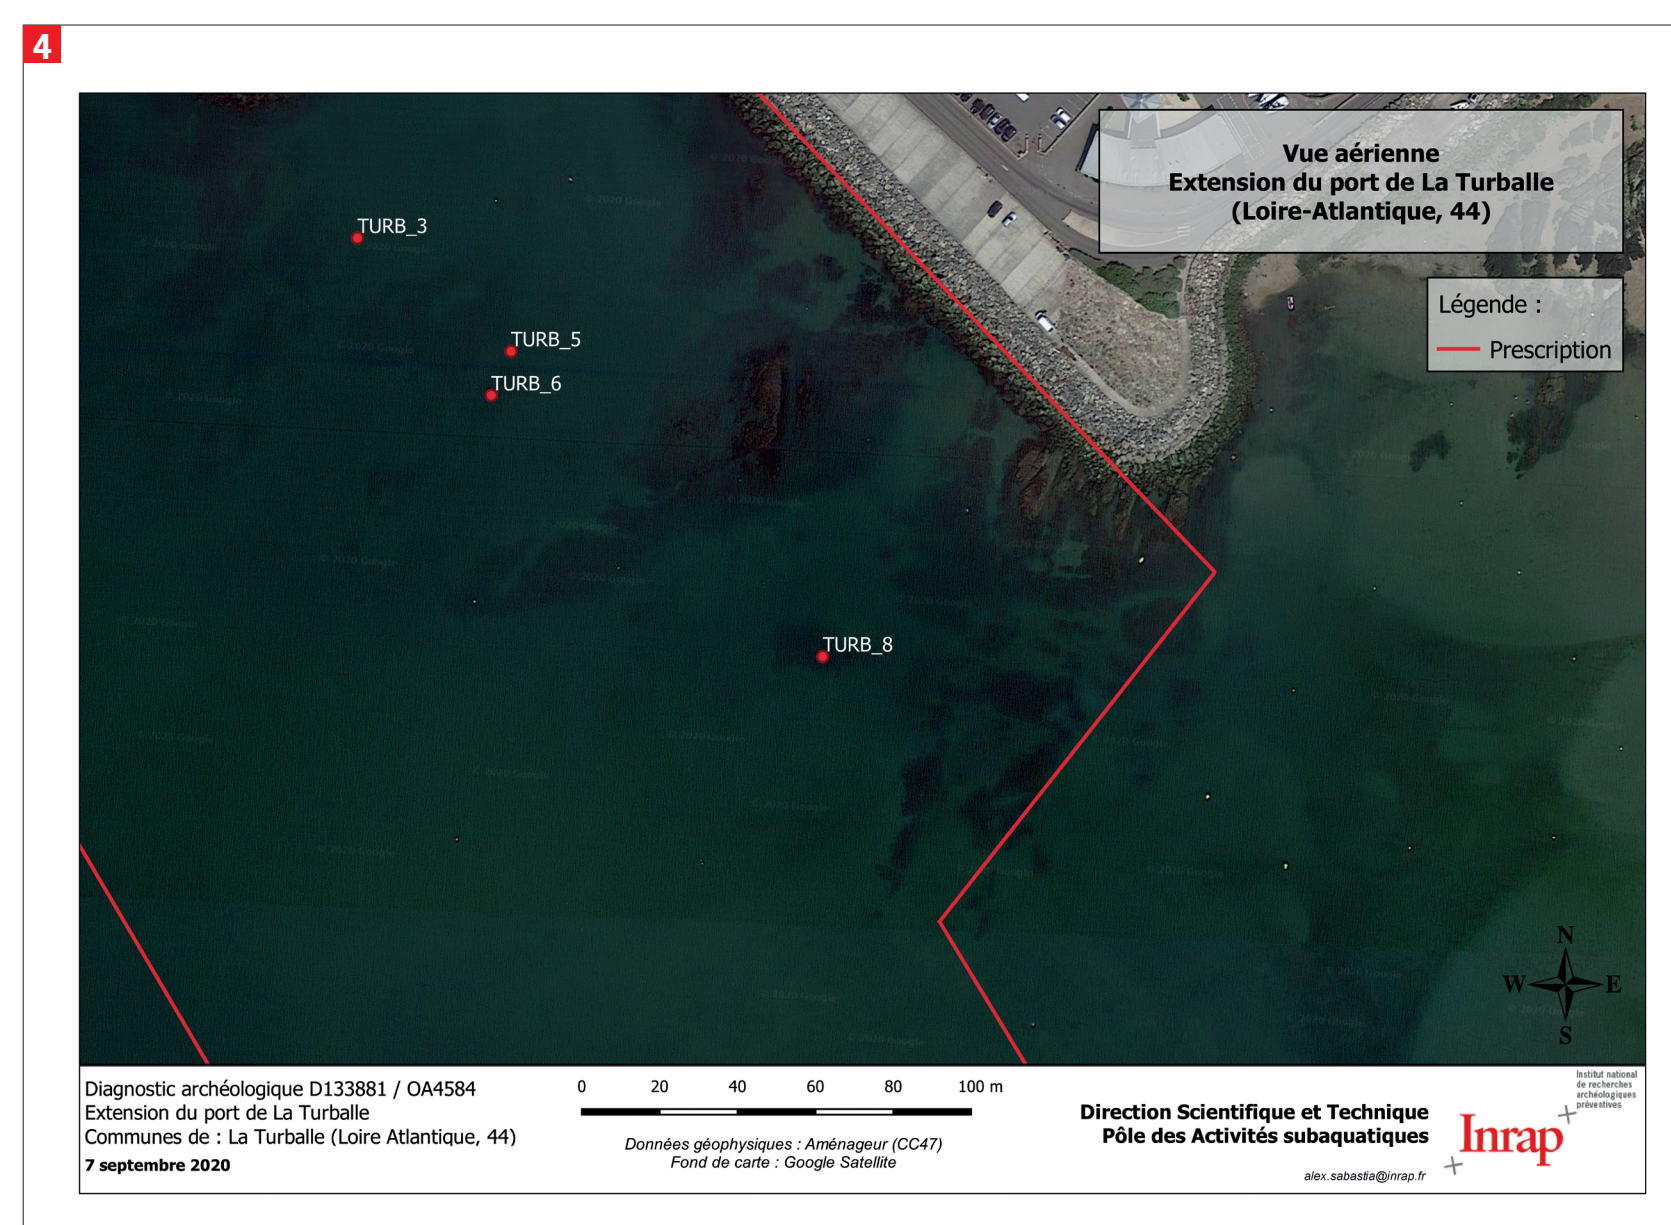 4
Vue aérienne
Extension du port de La Turballe
(Loire-Atlantique, 44)
Légende :
Prescription
TURB_3
TURB_5
TURB_6
TURB_8
© 2020 Google
N
W E
S
Diagnostic archéologique D133881 / OA4584
Extension du port de La Turballe
Communes de : La Turballe (Loire Atlantique, 44)
7 septembre 2020
0 20 40 60 80 100 m
Données géophysiques : Aménageur (CC47)
Fond de carte : Google Satellite
Direction Scientifique et Technique
Pôle des Activités subaquatiques
alex.sabastia@inrap.fr
Institut national
de recherches
archéologiques
préventives
Inrap